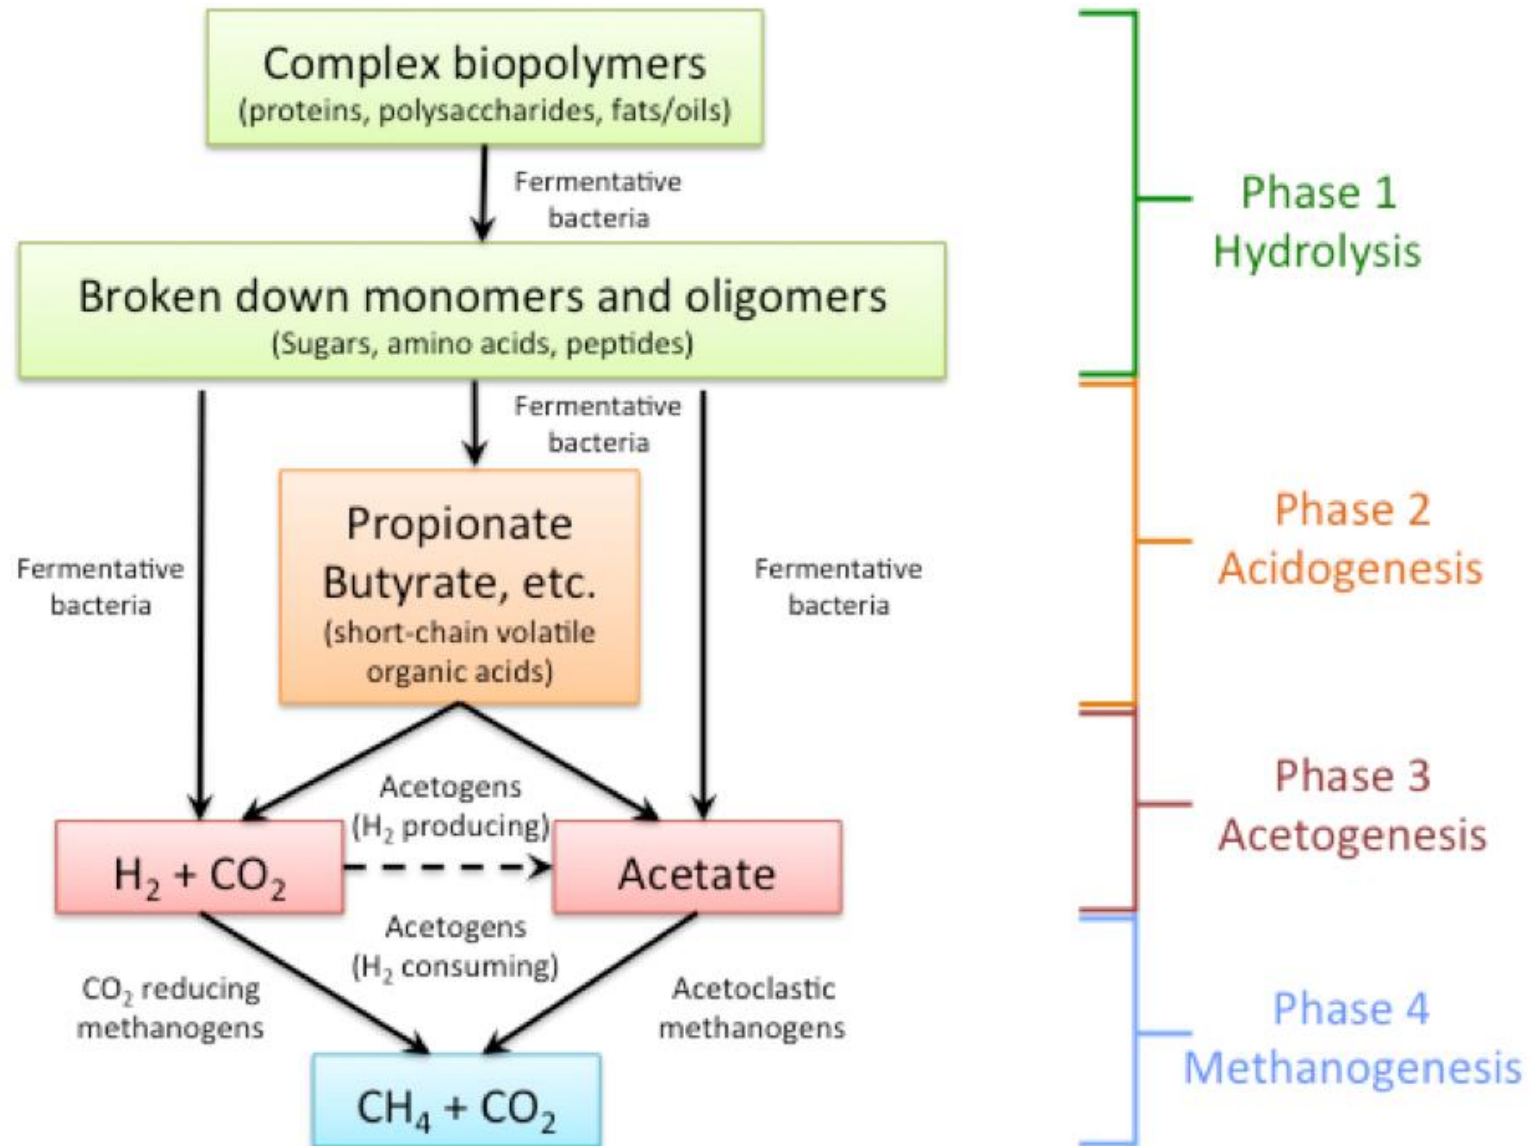 Complex biopolymers
(proteins, polysaccharides, fats/oils)
Fermentative
bacteria
Phase 1
Hydrolysis
Broken down monomers and oligomers
(Sugars, amino acids, peptides)
Fermentative
bacteria
Propionate
Butyrate, etc.
(short-chain volatile
organic acids)
Fermentative
bacteria
Fermentative
bacteria
Phase 2
Acidogenesis
Acetogens
(H₂ producing)
H₂ + CO₂
Acetate
Phase 3
Acetogenesis
Acetogens
(H₂ consuming)
CO₂ reducing
methanogens
Acetoclastic
methanogens
Phase 4
Methanogenesis
CH₄ + CO₂